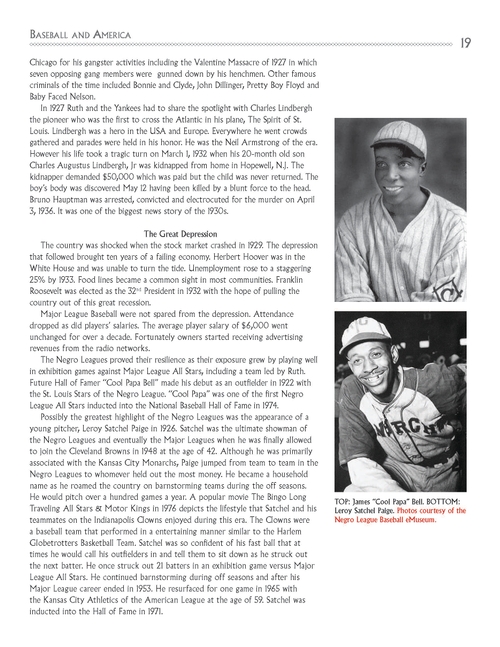 BASEBALL AND AMERICA
19
Chicago for his gangster activities including the Valentine Massacre of 1927 in which
seven opposing gang members were gunned down by his henchmen. Other famous
criminals of the time included Bonnie and Clyde, John Dillinger, Pretty Boy Floyd and
Baby Faced Nelson.
In 1927 Ruth and the Yankees had to share the spotlight with Charles Lindbergh
the pioneer who was the first to cross the Atlantic in his plane, The Spirit of St.
Louis. Lindbergh was a hero in the USA and Europe. Everywhere he went crowds
gathered and parades were held in his honor. He was the Neil Armstrong of the era.
However his life took a tragic turn on March 1, 1932 when his 20-month old son
Charles Augustus Lindbergh, Jr was kidnapped from home in Hopewell, N.J. The
kidnapper demanded $50,000 which was paid but the child was never returned. The
boy's body was discovered May 12 having been killed by a blunt force to the head.
Bruno Hauptman was arrested, convicted and electrocuted for the murder on April
3, 1936. It was one of the biggest news story of the 1930s.
The Great Depression
The country was shocked when the stock market crashed in 1929. The depression
that followed brought ten years of a failing economy. Herbert Hoover was in the
White House and was unable to turn the tide. Unemployment rose to a staggering
25% by 1933. Food lines became a common sight in most communities. Franklin
Roosevelt was elected as the 32nd President in 1932 with the hope of pulling the
country out of this great recession.
Major League Baseball were not spared from the depression. Attendance
dropped as did players' salaries. The average player salary of $6,000 went
unchanged for over a decade. Fortunately owners started receiving advertising
revenues from the radio networks.
The Negro Leagues proved their resilience as their exposure grew by playing well
in exhibition games against Major League All Stars, including a team led by Ruth.
Future Hall of Famer "Cool Papa Bell" made his debut as an outfielder in 1922 with
the St. Louis Stars of the Negro League. "Cool Papa" was one of the first Negro
League All Stars inducted into the National Baseball Hall of Fame in 1974.
Possibly the greatest highlight of the Negro Leagues was the appearance of a
young pitcher, Leroy Satchel Paige in 1926. Satchel was the ultimate showman of
the Negro Leagues and eventually the Major Leagues when he was finally allowed
to join the Cleveland Browns in 1948 at the age of 42. Although he was primarily
associated with the Kansas City Monarchs, Paige jumped from team to team in the
Negro Leagues to whomever held out the most money. He became a household
name as he roamed the country on barnstorming teams during the off seasons.
He would pitch over a hundred games a year. A popular movie The Bingo Long
Traveling All Stars & Motor Kings in 1976 depicts the lifestyle that Satchel and his
teammates on the Indianapolis Clowns enjoyed during this era. The Clowns were
a baseball team that performed in a entertaining manner similar to the Harlem
Globetrotters Basketball Team. Satchel was so confident of his fast ball that at
times he would call his outfielders in and tell them to sit down as he struck out
the next batter. He once struck out 21 batters in an exhibition game versus Major
League All Stars. He continued barnstorming during off seasons and after his
Major League career ended in 1953. He resurfaced for one game in 1965 with
the Kansas City Athletics of the American League at the age of 59. Satchel was
inducted into the Hall of Fame in 1971.
TOP: James "Cool Papa" Bell. BOTTOM:
Leroy Satchel Paige. Photos courtesy of the
Negro League Baseball eMuseum.